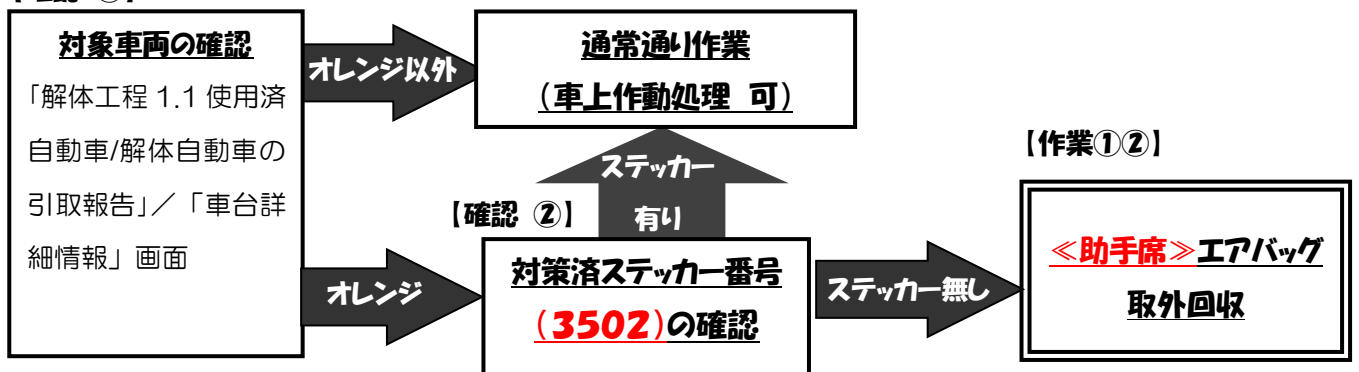 対象車両の確認
「解体工程 1.1 使用済
自動車/解体自動車の
引取報告」／「車台詳
細情報」画面
オレンジ以外
通常通り作業
(車上作動処理 可)
ステッカー
有り
オレンジ
【確認 ②】
対策済ステッカー番号
(3502)の確認
ステッカー無し
【作業①②】
≪助手席≫エアバッグ
取外回収